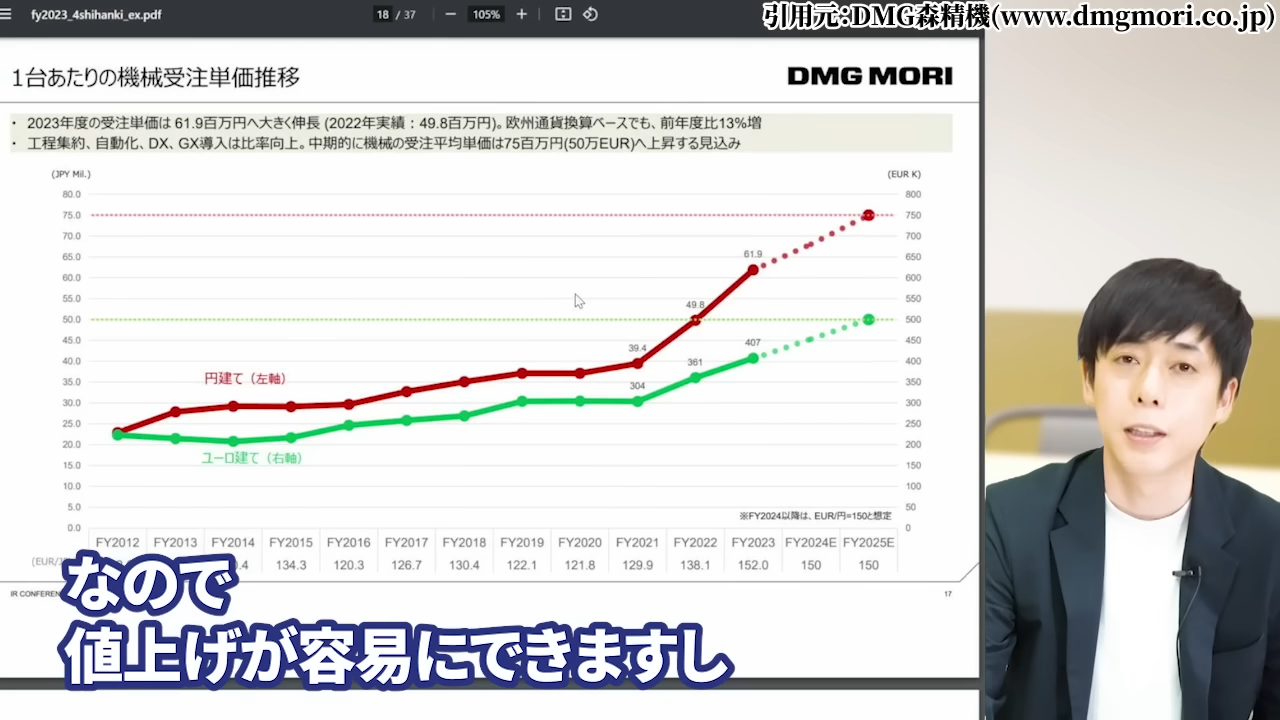 fy2023_4shihanki_ex.pdf
18 / 37
105%
引用元:DMG森精機(www.dmgmori.co.jp)
1台あたりの機械受注単価推移
DMG MORI
・ 2023年度の受注単価は 61.9百万円へ大きく伸長 (2022年実績：49.8百万円)。欧州通貨換算ベースでも、前年度比13%増
・ 工程集約、自動化、DX、GX導入は比率向上。中期的に機械の受注平均単価は75百万円(50万EUR)へ上昇する見込み
(JPY Mil.)
(EUR K)
80.0 800
75.0 750
70.0 700
65.0 650
61.9
60.0 600
55.0 550
49.8
50.0 500
45.0 450
39.4 407
40.0 400
361
35.0 350
円建て（左軸）
304
30.0 300
25.0 250
20.0 200
ユーロ建て（右軸）
15.0 150
10.0 100
5.0 50
※FY2024以降は、EUR/円=150と想定
0.0 0
FY2012 FY2013 FY2014 FY2015 FY2016 FY2017 FY2018 FY2019 FY2020 FY2021 FY2022 FY2023 FY2024E FY2025E
134.3 120.3 126.7 130.4 122.1 121.8 129.9 138.1 152.0 150 150
IR CONFEREN
17
なので
値上げが容易にできますし